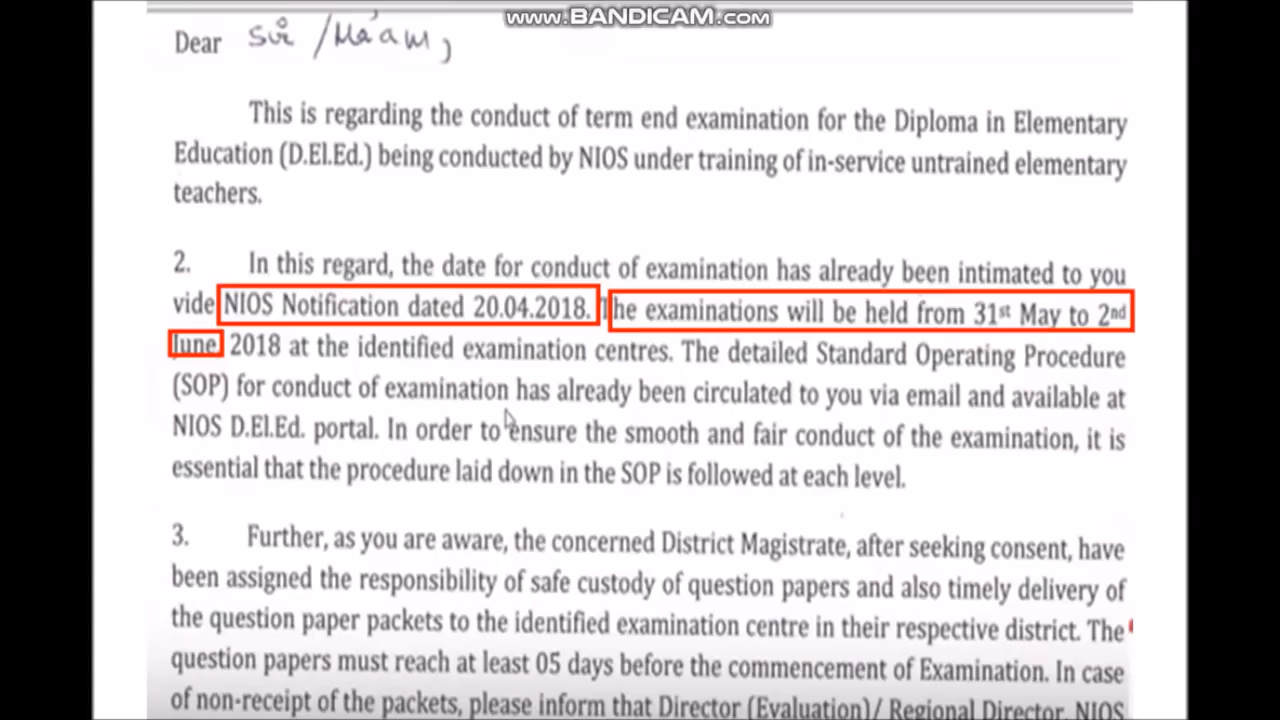 www.BANDICAM.com
Dear Sir /Ma'am,
This is regarding the conduct of term end examination for the Diploma in Elementary
Education (D.El.Ed.) being conducted by NIOS under training of in-service untrained elementary
teachers.
2. In this regard, the date for conduct of examination has already been intimated to you
vide NIOS Notification dated 20.04.2018. The examinations will be held from 31st May to 2nd
June 2018 at the identified examination centres. The detailed Standard Operating Procedure
(SOP) for conduct of examination has already been circulated to you via email and available at
NIOS D.El.Ed. portal. In order to ensure the smooth and fair conduct of the examination, it is
essential that the procedure laid down in the SOP is followed at each level.
3. Further, as you are aware, the concerned District Magistrate, after seeking consent, have
been assigned the responsibility of safe custody of question papers and also timely delivery of
the question paper packets to the identified examination centre in their respective district. The
question papers must reach at least 05 days before the commencement of Examination. In case
of non-receipt of the packets, please inform that Director (Evaluation)/ Regional Director, NIOS